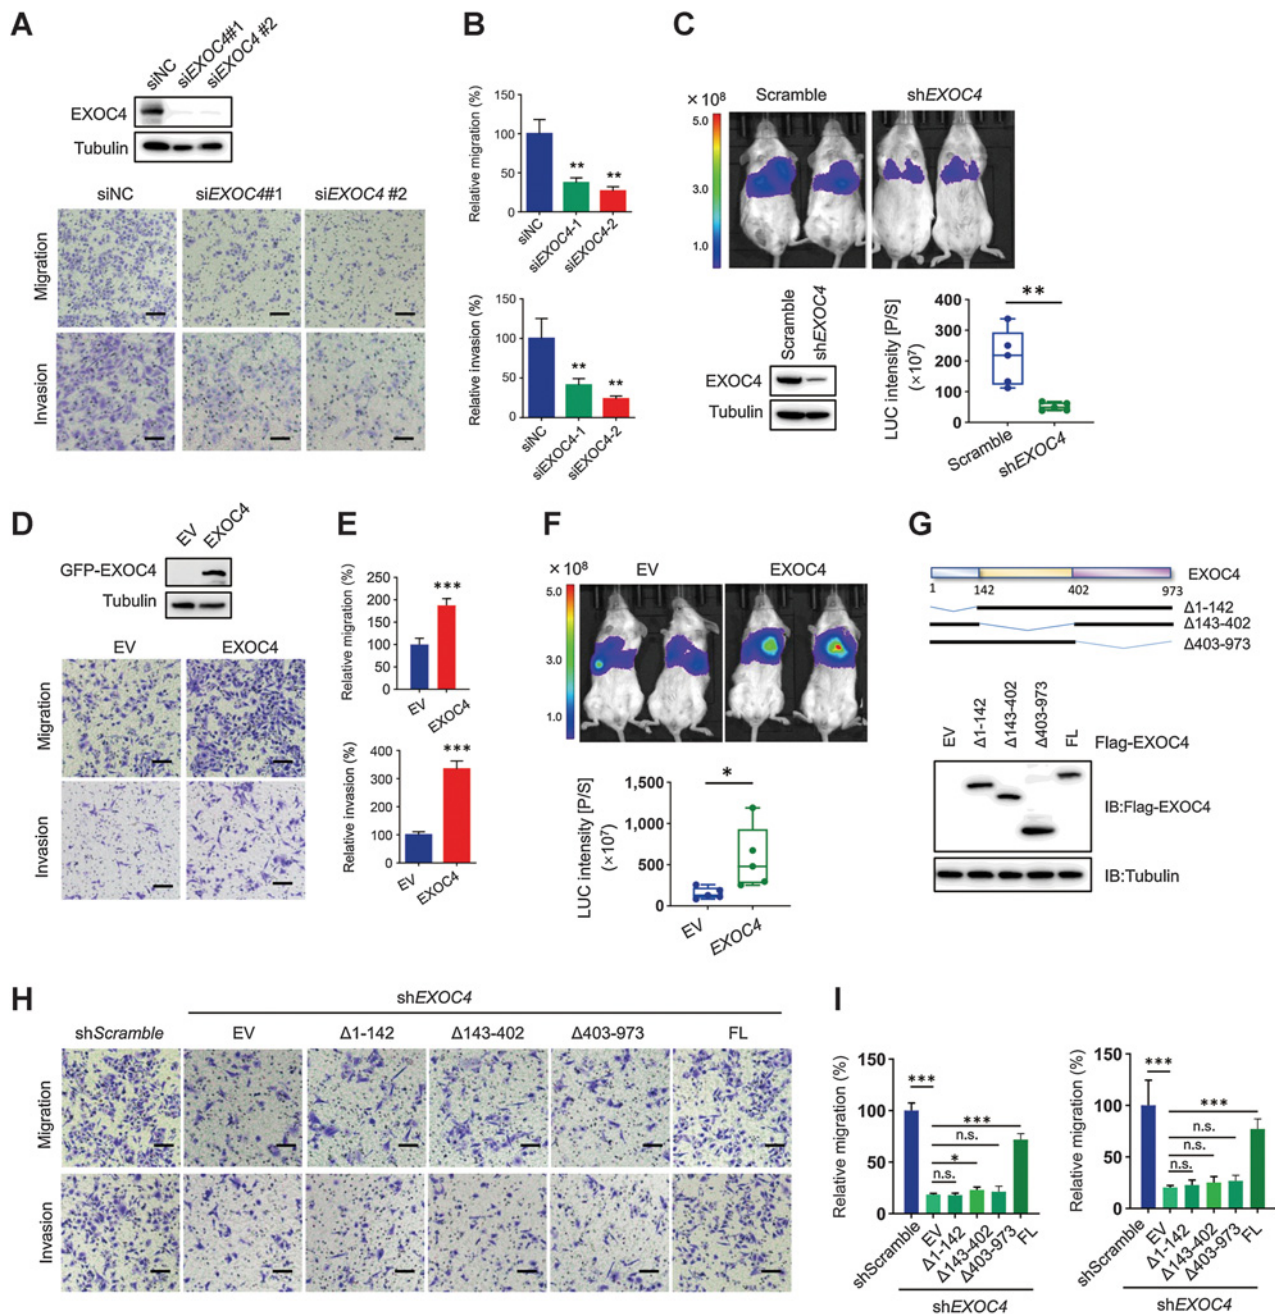 A
siNC
siEXOC4#1
siEXOC4 #2
EXOC4
Tubulin
siNC
siEXOC4#1
siEXOC4 #2
Migration
Invasion
B
Relative migration (%)
150
100
50
0
**
**
siNC
siEXOC4-1
siEXOC4-2
Relative invasion (%)
150
100
50
0
**
**
siNC
siEXOC4-1
siEXOC4-2
C
× 10⁸
5.0
3.0
1.0
Scramble
shEXOC4
Scramble
shEXOC4
EXOC4
Tubulin
LUC intensity [P/S]
(×10⁷)
400
300
200
100
0
**
Scramble
shEXOC4
D
EV
EXOC4
GFP-EXOC4
Tubulin
EV
EXOC4
Migration
Invasion
E
Relative migration (%)
250
200
150
100
50
0
***
EV
EXOC4
Relative invasion (%)
400
300
200
100
0
***
EV
EXOC4
F
× 10⁸
5.0
3.0
1.0
EV
EXOC4
LUC intensity [P/S]
(×10⁷)
1,500
1,000
500
0
*
EV
EXOC4
G
EXOC4
1 142 402 973
Δ1-142
Δ143-402
Δ403-973
EV
Δ1-142
Δ143-402
Δ403-973
FL
Flag-EXOC4
IB:Flag-EXOC4
IB:Tubulin
H
shEXOC4
shScramble EV Δ1-142 Δ143-402 Δ403-973 FL
Migration
Invasion
I
Relative migration (%)
150
100
50
0
***
***
n.s.
*
n.s.
shScramble
EV
Δ1-142
Δ143-402
Δ403-973
FL
shEXOC4
Relative migration (%)
150
100
50
0
***
***
n.s.
n.s.
n.s.
shScramble
EV
Δ1-142
Δ143-402
Δ403-973
FL
shEXOC4